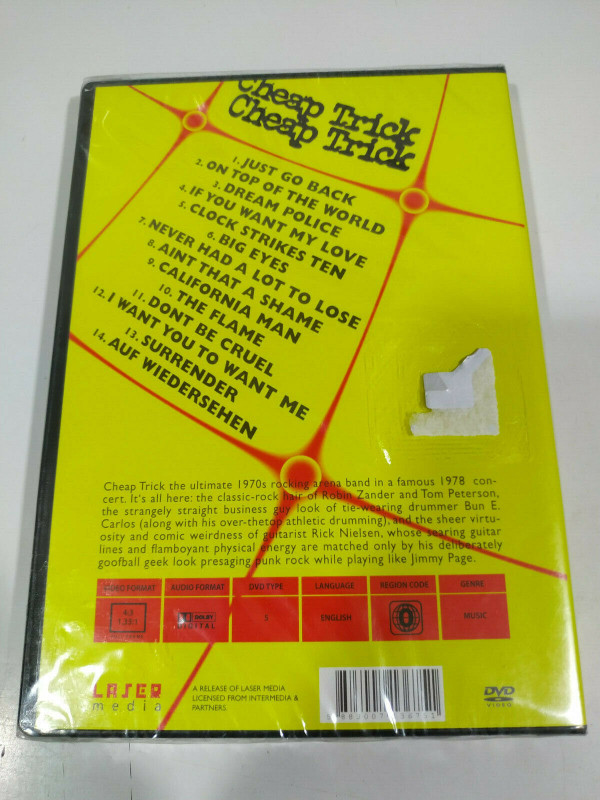 Cheap Trick
Cheap Trick
1. JUST GO BACK
2. ON TOP OF THE WORLD
3. DREAM POLICE
4. IF YOU WANT MY LOVE
5. CLOCK STRIKES TEN
6. BIG EYES
7. NEVER HAD A LOT TO LOSE
8. AINT THAT A SHAME
9. CALIFORNIA MAN
10. THE FLAME
11. DONT BE CRUEL
12. I WANT YOU TO WANT ME
13. SURRENDER
14. AUF WIEDERSEHEN
Cheap Trick the ultimate 1970s rocking arena band in a famous 1978 con-
cert. It's all here: the classic-rock hair of Robin Zander and Tom Peterson,
the strangely straight business guy look of tie-wearing drummer Bun E.
Carlos (along with his over-thetop athletic drumming), and the sheer virtu-
osity and comic weirdness of guitarist Rick Nielsen, whose searing guitar
lines and flamboyant physical energy are matched only by his deliberately
goofball geek look presaging punk rock while playing like Jimmy Page.
VIDEO FORMAT AUDIO FORMAT DVD TYPE LANGUAGE REGION CODE GENRE
4:3
1.33:1
DOLBY
DIGITAL
5
ENGLISH
MUSIC
LASER
media
A RELEASE OF LASER MEDIA
LICENSED FROM INTERMEDIA &
PARTNERS.
DVD
VIDEO